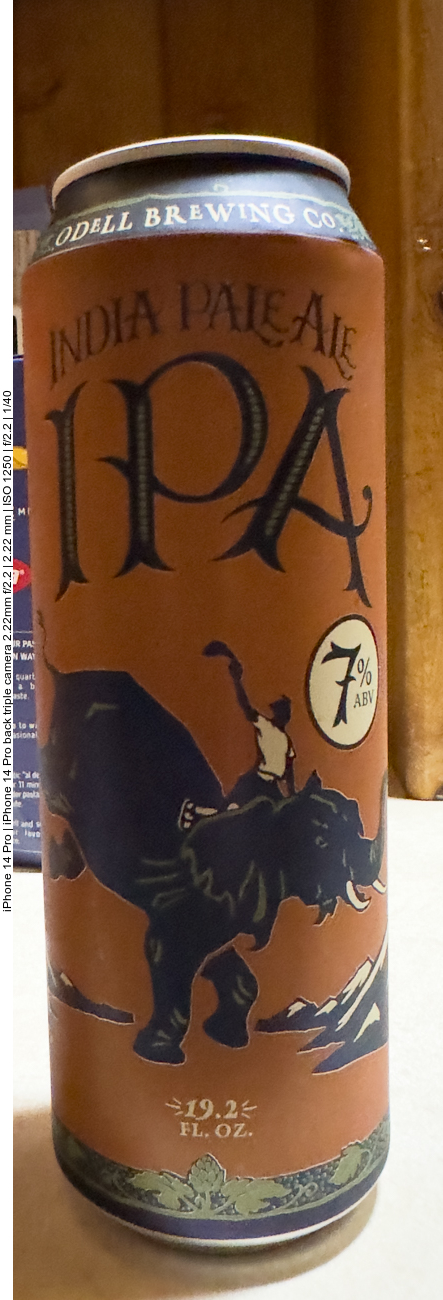 ODELL BREWING CO.
INDIA PALE ALE
IPA
7%
ABV
19.2
FL. OZ.
iPhone 14 Pro | iPhone 14 Pro back triple camera 2.22mm f/2.2 | 2.22 mm | ISO 1250 | f/2.2 | 1/40